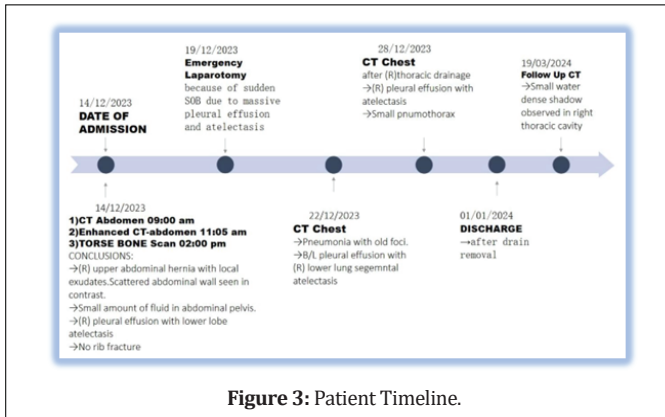 14/12/2023
DATE OF
ADMISSION
19/12/2023
Emergency
Laparotomy
because of sudden
SOB due to massive
pleural effusion
and atelectasis
28/12/2023
CT Chest
after (R)thoracic drainage
→(R) pleural effusion with
atelectasis
→Small pnumothorax
19/03/2024
Follow Up CT
→Small water
dense shadow
observed in right
thoracic cavity
14/12/2023
1)CT Abdomen 09:00 am
2)Enhanced CT-abdomen 11:05 am
3)TORSE BONE Scan 02:00 pm
CONCLUSIONS:
→(R) upper abdominal hernia with local
exudates.Scattered abdominal wall seen in
contrast.
→Small amount of fluid in abdominal pelvis.
→(R) pleural effusion with lower lobe
atelectasis
→No rib fracture
22/12/2023
CT Chest
→Pneumonia with old foci.
→B/L pleural effusion with
(R) lower lung segemntal
atelectasis
01/01/2024
DISCHARGE
→after drain
removal
Figure 3: Patient Timeline.